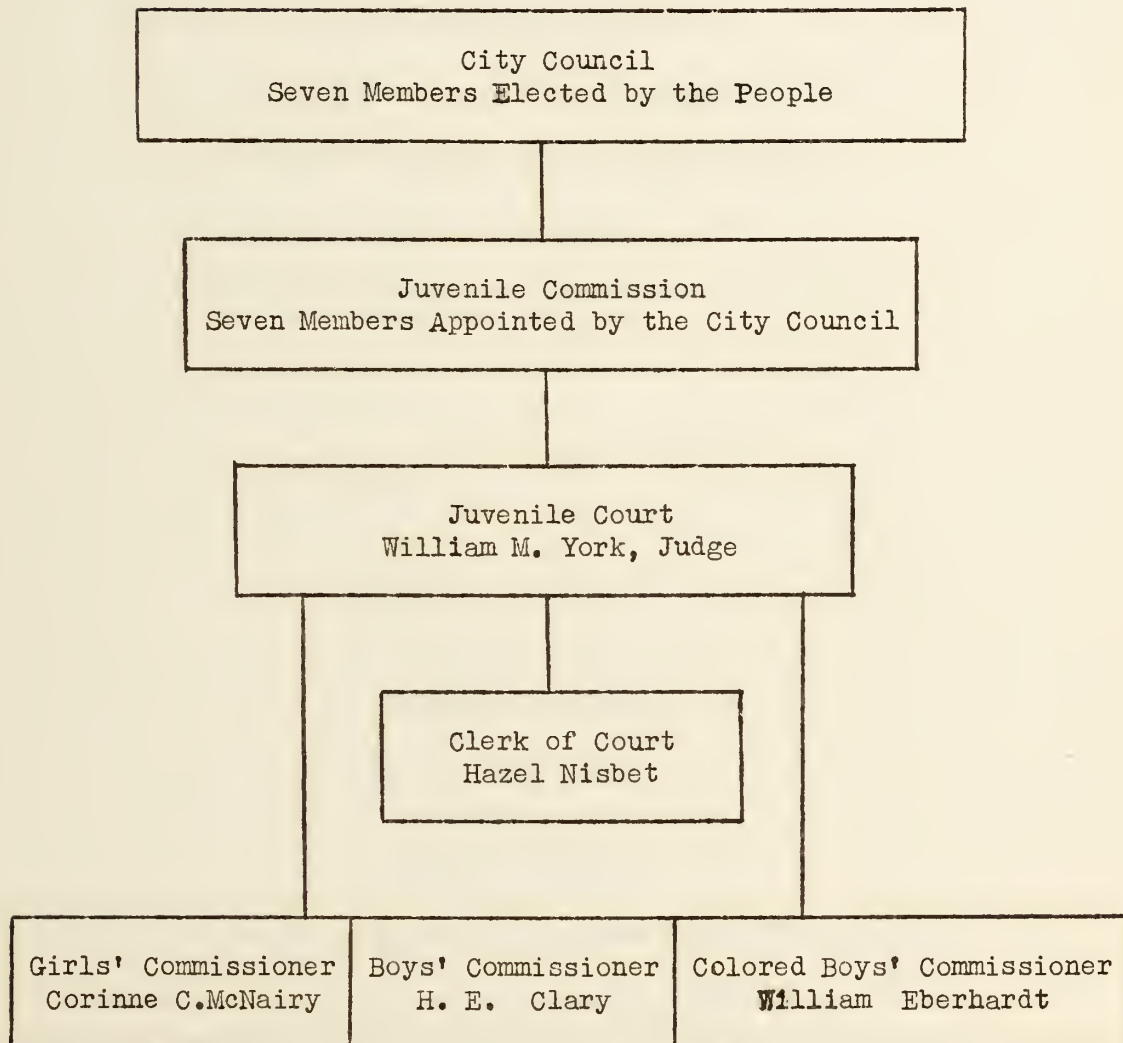 City Council
Seven Members Elected by the People
Juvenile Commission
Seven Members Appointed by the City Council
Juvenile Court
William M. York, Judge
Clerk of Court
Hazel Nisbet
Girls' Commissioner
Corinne C.McNairy
Boys' Commissioner
H. E. Clary
Colored Boys' Commissioner
William Eberhardt